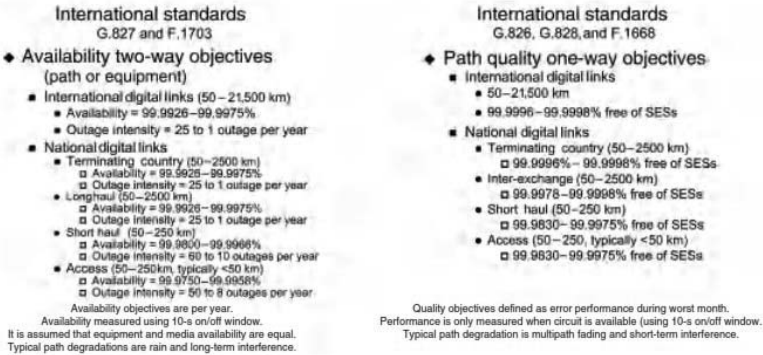 International standards
G.827 and F.1703
◆ Availability two-way objectives
(path or equipment)
■ International digital links (50–21,500 km)
● Availability = 99.9926–99.9975%
● Outage intensity = 25 to 1 outage per year
■ National digital links
● Terminating country (50–2500 km)
□ Availability = 99.9926–99.9975%
□ Outage intensity = 25 to 1 outage per year
● Longhaul (50–2500 km)
□ Availability = 99.9926–99.9975%
□ Outage intensity = 25 to 1 outage per year
● Short haul (50–250 km)
□ Availability = 99.9800–99.9966%
□ Outage intensity = 60 to 10 outages per year
● Access (50–250km, typically <50 km)
□ Availability = 99.9750–99.9958%
□ Outage intensity = 50 to 8 outages per year
Availability objectives are per year.
Availability measured using 10-s on/off window.
It is assumed that equipment and media availability are equal.
Typical path degradations are rain and long-term interference.
International standards
G.826, G.828,and F.1668
◆ Path quality one-way objectives
■ International digital links
● 50–21,500 km
● 99.9996–99.9998% free of SESs
■ National digital links
● Terminating country (50–2500 km)
□ 99.9996%– 99.9998% free of SESs
● Inter-exchange (50–2500 km)
□ 99.9978–99.9998% free of SESs
● Short haul (50–250 km)
□ 99.9830–99.9975% free of SESs
● Access (50–250, typically <50 km)
□ 99.9830–99.9975% free of SESs
Quality objectives defined as error performance during worst month.
Performance is only measured when circuit is available (using 10-s on/off window.
Typical path degradation is multipath fading and short-term interference.